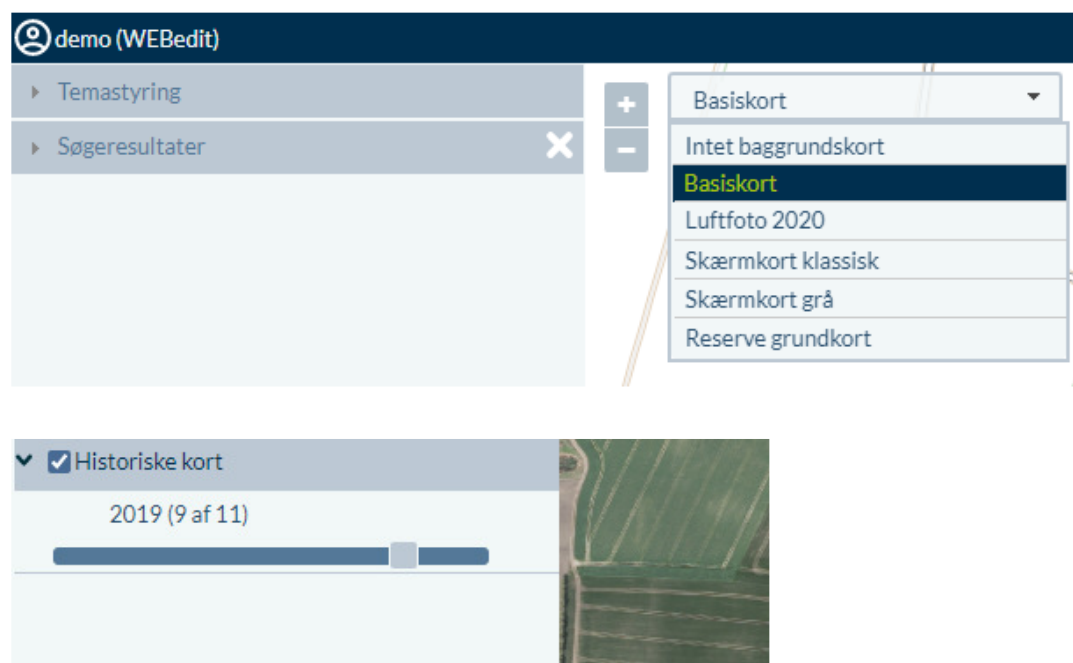 demo (WEBedit)
Temastyring
Søgeresultater
+
−
Basiskort
Intet baggrundskort
Basiskort
Luftfoto 2020
Skærmkort klassisk
Skærmkort grå
Reserve grundkort
Historiske kort
2019 (9 af 11)